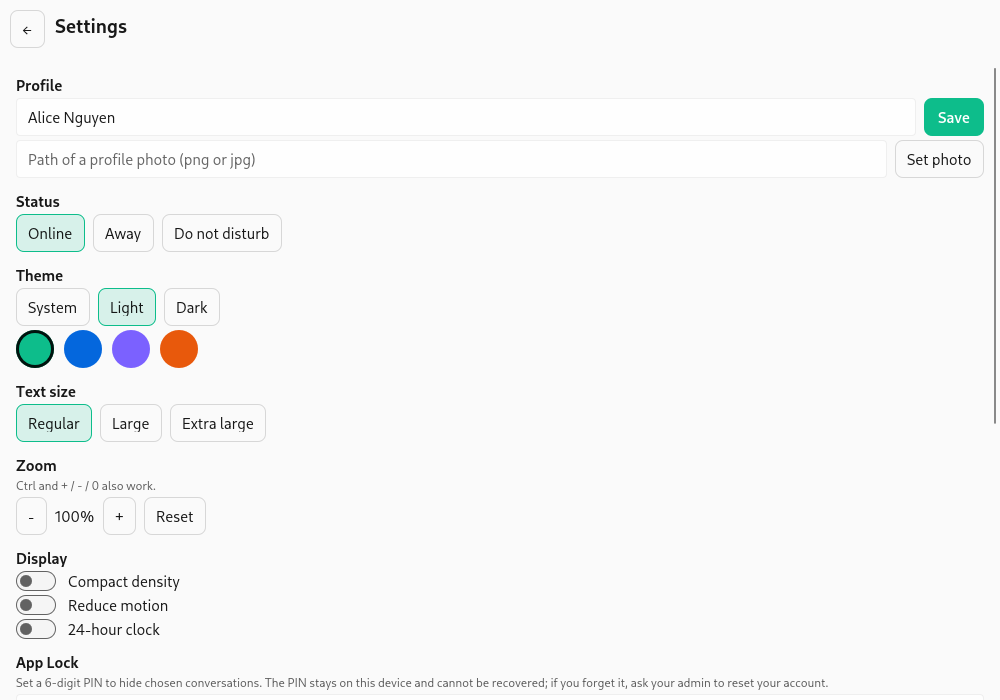 ←
Settings
Profile
Alice Nguyen
Save
Path of a profile photo (png or jpg)
Set photo
Status
Online
Away
Do not disturb
Theme
System
Light
Dark
Text size
Regular
Large
Extra large
Zoom
Ctrl and + / - / 0 also work.
-
100%
+
Reset
Display
Compact density
Reduce motion
24-hour clock
App Lock
Set a 6-digit PIN to hide chosen conversations. The PIN stays on this device and cannot be recovered; if you forget it, ask your admin to reset your account.